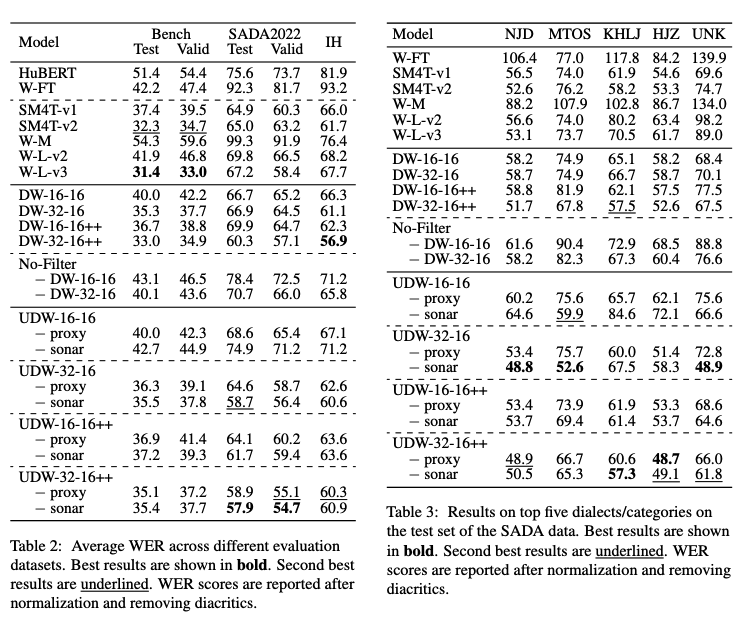 Model Bench SADA2022 IH
Test Valid Test Valid
HuBERT 51.4 54.4 75.6 73.7 81.9
W-FT 42.2 47.4 92.3 81.7 93.2
SM4T-v1 37.4 39.5 64.9 60.3 66.0
SM4T-v2 32.3 34.7 65.0 63.2 61.7
W-M 54.3 59.6 99.3 91.9 76.4
W-L-v2 41.9 46.8 69.8 66.5 68.2
W-L-v3 31.4 33.0 67.2 58.4 67.7
DW-16-16 40.0 42.2 66.7 65.2 66.3
DW-32-16 35.3 37.7 66.9 64.5 61.1
DW-16-16++ 36.7 38.8 69.9 64.7 62.3
DW-32-16++ 33.0 34.9 60.3 57.1 56.9
No-Filter
– DW-16-16 43.1 46.5 78.4 72.5 71.2
– DW-32-16 40.1 43.6 70.7 66.0 65.8
UDW-16-16
– proxy 40.0 42.3 68.6 65.4 67.1
– sonar 42.7 44.9 74.9 71.2 71.2
UDW-32-16
– proxy 36.3 39.1 64.6 58.7 62.6
– sonar 35.5 37.8 58.7 56.4 60.6
UDW-16-16++
– proxy 36.9 41.4 64.1 60.2 63.6
– sonar 37.2 39.3 61.7 59.4 63.6
UDW-32-16++
– proxy 35.1 37.2 58.9 55.1 60.3
– sonar 35.4 37.7 57.9 54.7 60.9
Table 2: Average WER across different evaluation
datasets. Best results are shown in bold. Second best
results are underlined. WER scores are reported after
normalization and removing diacritics.
Model NJD MTOS KHLJ HJZ UNK
W-FT 106.4 77.0 117.8 84.2 139.9
SM4T-v1 56.5 74.0 61.9 54.6 69.6
SM4T-v2 52.6 76.2 58.2 53.3 74.7
W-M 88.2 107.9 102.8 86.7 134.0
W-L-v2 56.6 74.0 80.2 63.4 98.2
W-L-v3 53.1 73.7 70.5 61.7 89.0
DW-16-16 58.2 74.9 65.1 58.2 68.4
DW-32-16 58.7 74.9 66.7 58.7 70.1
DW-16-16++ 58.8 81.9 62.1 57.5 77.5
DW-32-16++ 51.7 67.8 57.5 52.6 67.5
No-Filter
– DW-16-16 61.6 90.4 72.9 68.5 88.8
– DW-32-16 58.2 82.3 67.3 60.4 76.6
UDW-16-16
– proxy 60.2 75.6 65.7 62.1 75.6
– sonar 64.6 59.9 84.6 72.1 66.6
UDW-32-16
– proxy 53.4 75.7 60.0 51.4 72.8
– sonar 48.8 52.6 67.5 58.3 48.9
UDW-16-16++
– proxy 53.4 73.9 61.9 53.3 68.6
– sonar 53.7 69.4 61.4 53.7 64.6
UDW-32-16++
– proxy 48.9 66.7 60.6 48.7 66.0
– sonar 50.5 65.3 57.3 49.1 61.8
Table 3: Results on top five dialects/categories on
the test set of the SADA data. Best results are shown
in bold. Second best results are underlined. WER
scores are reported after normalization and removing
diacritics.